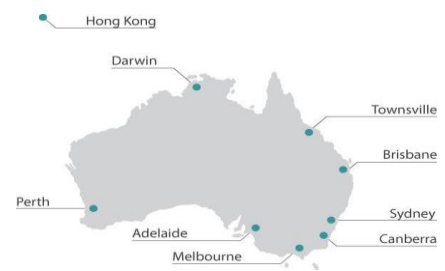 Hong Kong
Darwin
Townsville
Brisbane
Perth
Sydney
Adelaide
Canberra
Melbourne